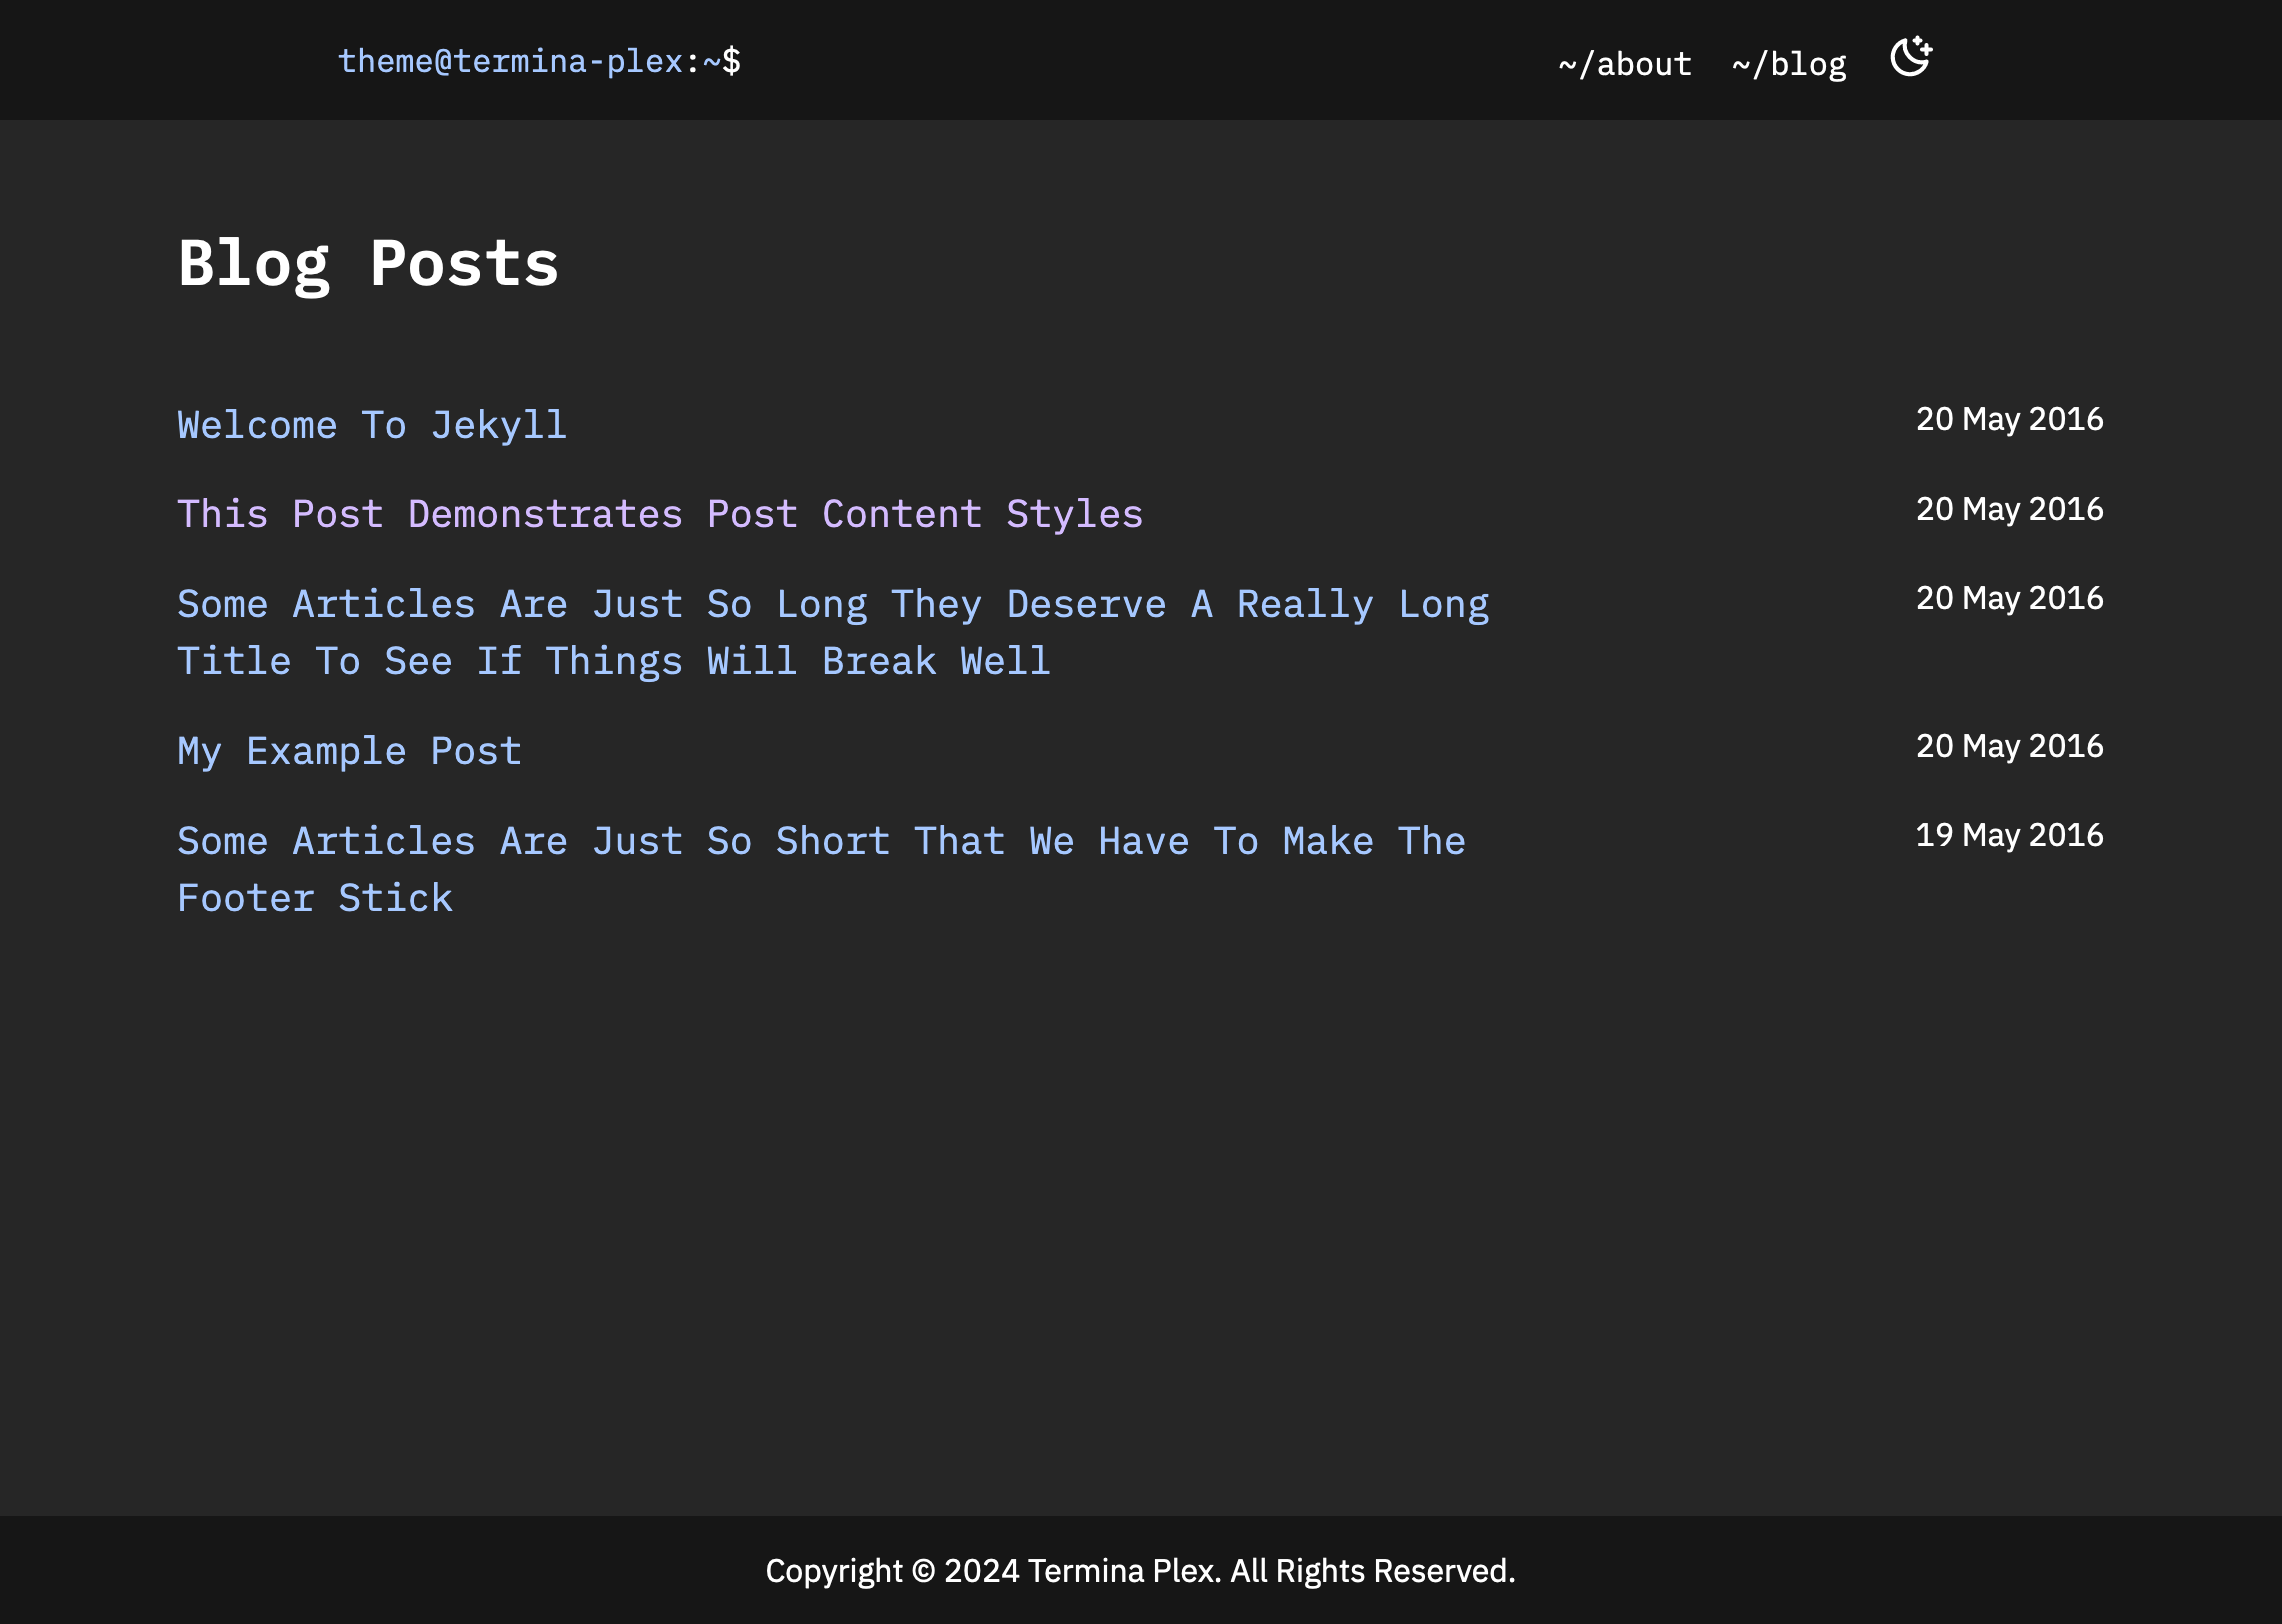 theme@termina-plex:~$ ~/about ~/blog
Blog Posts
Welcome To Jekyll 20 May 2016
This Post Demonstrates Post Content Styles 20 May 2016
Some Articles Are Just So Long They Deserve A Really Long 20 May 2016
Title To See If Things Will Break Well
My Example Post 20 May 2016
Some Articles Are Just So Short That We Have To Make The 19 May 2016
Footer Stick
Copyright © 2024 Termina Plex. All Rights Reserved.